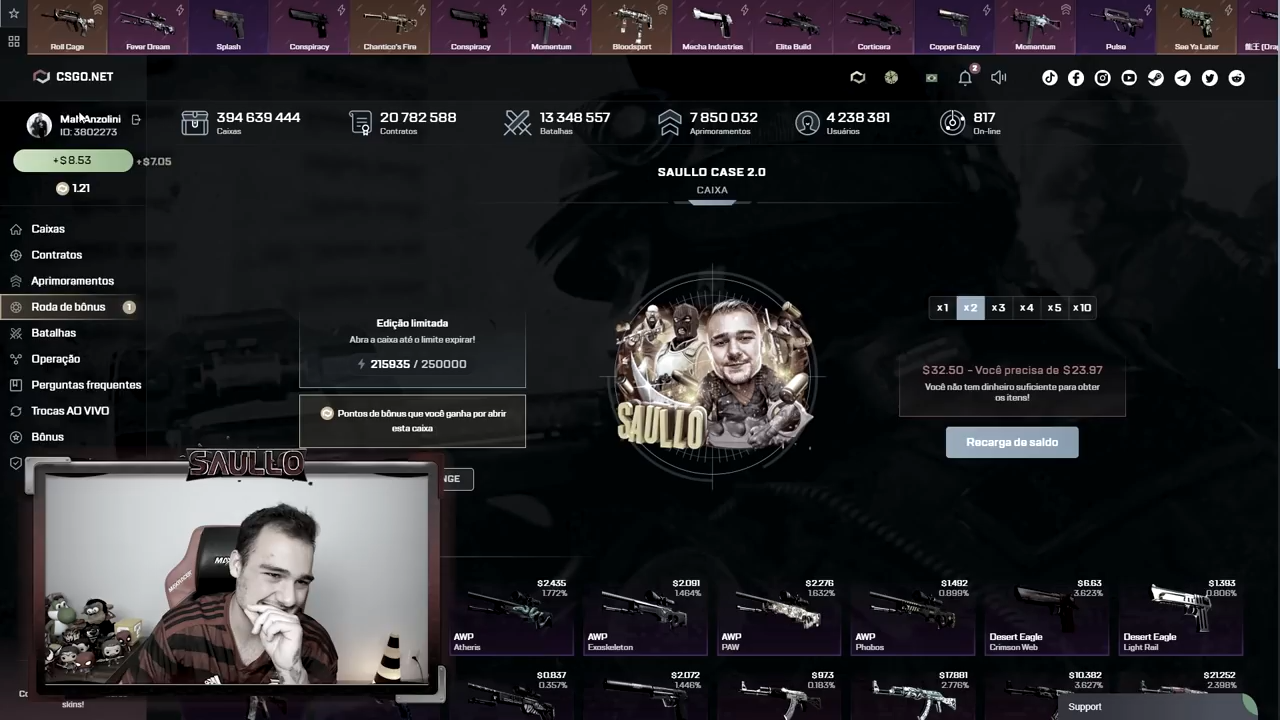 Roll Cage
Fever Dream
Splash
Conspiracy
Chantico's Fire
Conspiracy
Momentum
Bloodsport
Mecha Industries
Elite Build
Corticera
Copper Galaxy
Momentum
Pulse
See Ya Later
龍王 (Dra
CSGO.NET
2
MattAnzolini
ID: 3802273
394 639 444
Caixas
20 782 588
Contratos
13 348 557
Batalhas
7 850 032
Aprimoramentos
4 238 381
Usuários
817
On-line
+$8.53
+$7.05
1.21
SAULLO CASE 2.0
CAIXA
Caixas
Contratos
Aprimoramentos
Roda de bônus
1
Batalhas
Operação
Perguntas frequentes
Trocas AO VIVO
Bônus
Edição limitada
Abra a caixa até o limite expirar!
215935 / 250000
Pontos de bônus que você ganha por abrir
esta caixa
NGE
SAULLO
x1
x2
x3
x4
x5
x10
$32.50 - Você precisa de $23.97
Você não tem dinheiro suficiente para obter
os itens!
Recarga de saldo
SAULLO
MAX
$2.435
1.772%
AWP
Atheris
$2.091
1.464%
AWP
Exoskeleton
$2.276
1.632%
AWP
PAW
$1.492
0.899%
AWP
Phobos
$6.63
3.623%
Desert Eagle
Crimson Web
$1.393
0.806%
Desert Eagle
Light Rail
$0.837
0.357%
$2.072
1.446%
$973
0.183%
$17.881
2.776%
$10.382
3.627%
$21.252
2.398%
skins!
Support